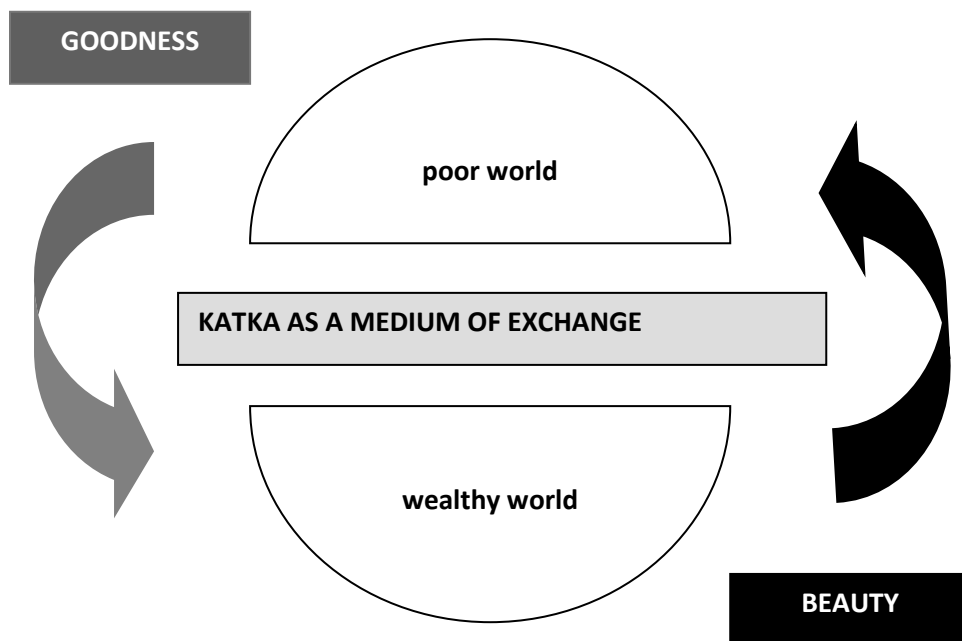 GOODNESS
poor world
KATKA AS A MEDIUM OF EXCHANGE
wealthy world
BEAUTY